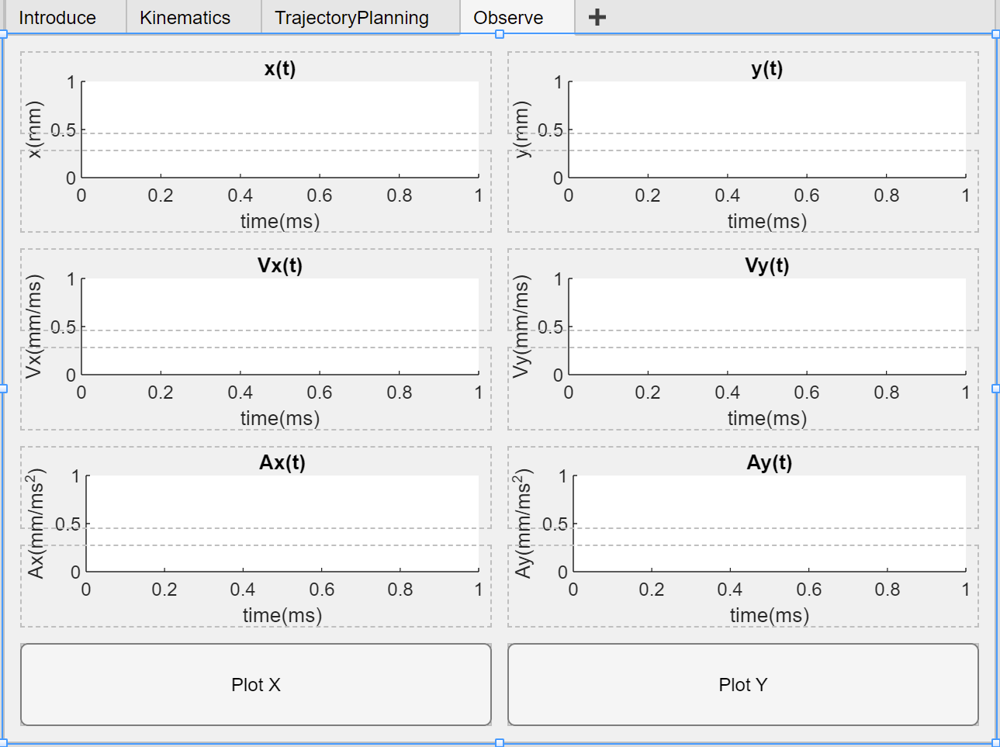 Introduce Kinematics TrajectoryPlanning Observe +
x(t)
x(mm)
1
0.5
0
0 0.2 0.4 0.6 0.8 1
time(ms)
y(t)
y(mm)
1
0.5
0
0 0.2 0.4 0.6 0.8 1
time(ms)
Vx(t)
Vx(mm/ms)
1
0.5
0
0 0.2 0.4 0.6 0.8 1
time(ms)
Vy(t)
Vy(mm/ms)
1
0.5
0
0 0.2 0.4 0.6 0.8 1
time(ms)
Ax(t)
Ax(mm/ms²)
1
0.5
0
0 0.2 0.4 0.6 0.8 1
time(ms)
Ay(t)
Ay(mm/ms²)
1
0.5
0
0 0.2 0.4 0.6 0.8 1
time(ms)
Plot X
Plot Y